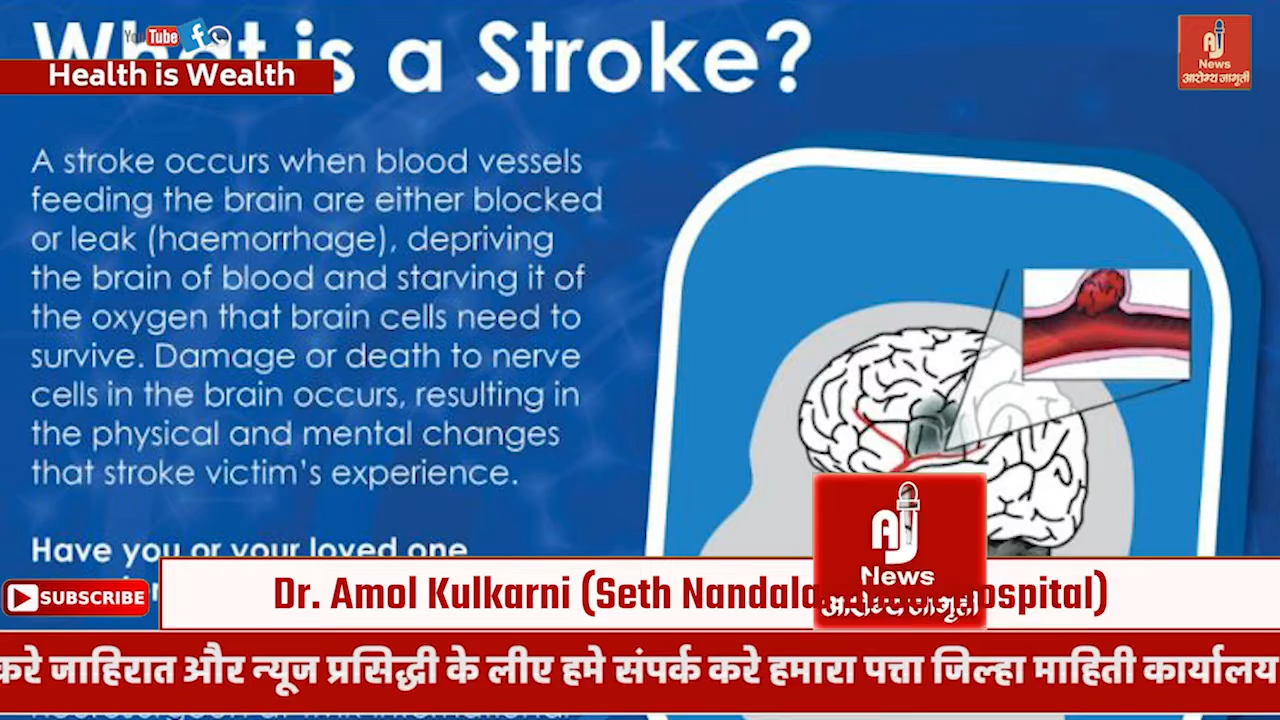 What is a Stroke?
YouTube
Health is Wealth
AJ
News
आरोग्य जागृती
A stroke occurs when blood vessels
feeding the brain are either blocked
or leak (haemorrhage), depriving
the brain of blood and starving it of
the oxygen that brain cells need to
survive. Damage or death to nerve
cells in the brain occurs, resulting in
the physical and mental changes
that stroke victim's experience.
Have you or your loved one
AJ
News
आरोग्य जागृती
SUBSCRIBE
Dr. Amol Kulkarni (Seth Hospital)
करे जाहिरात और न्यूज प्रसिद्धी के लीए हमे संपर्क करे हमारा पत्ता जिल्हा माहिती कार्यालय